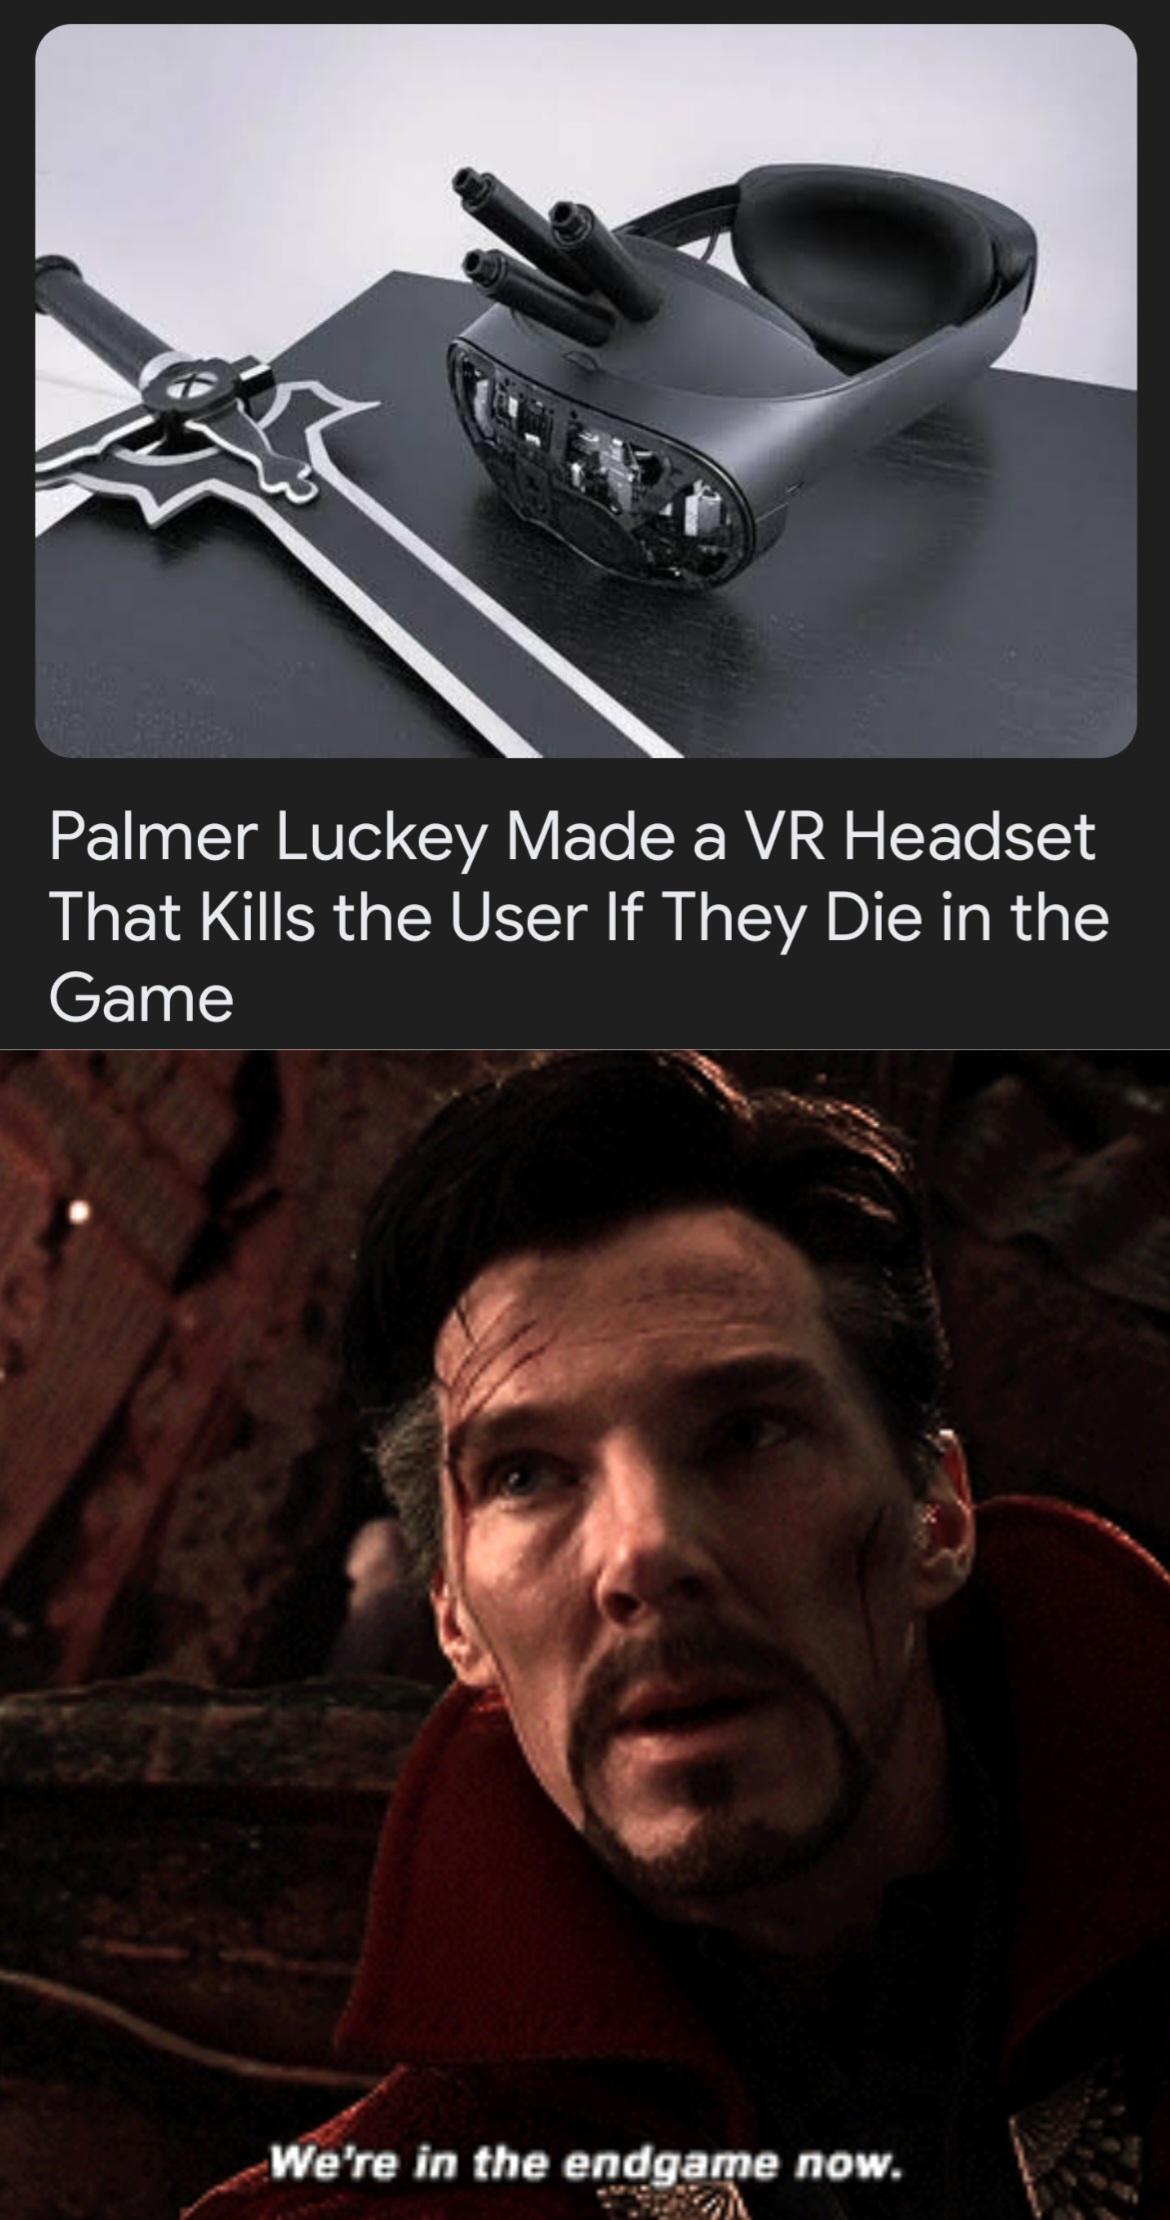 Palmer Luckey Made a VR Headset
That Kills the User If They Die in the
Game
We're in the endgame now.